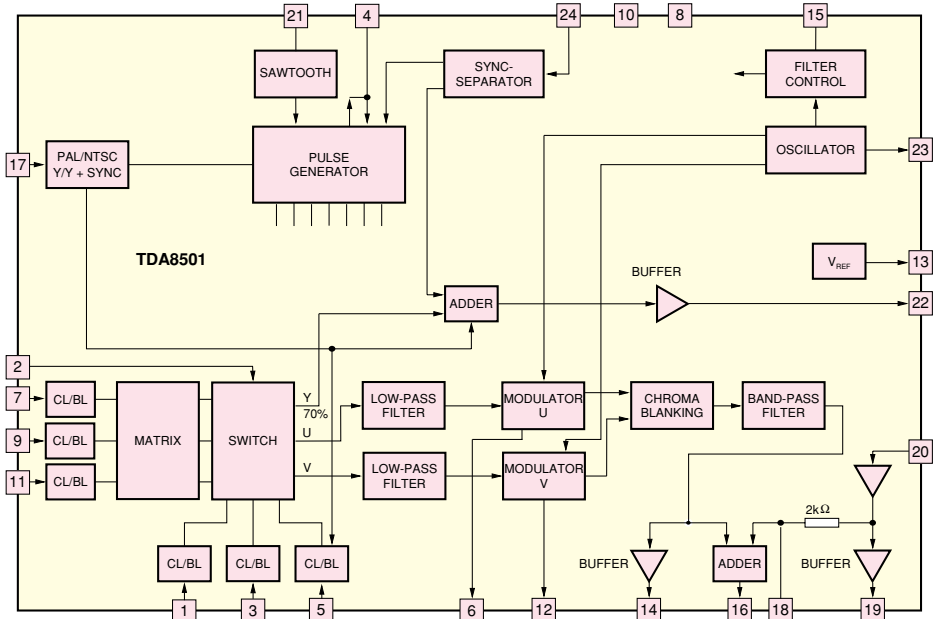 21
4
24
10
8
15
SAWTOOTH
SYNC-
SEPARATOR
FILTER
CONTROL
17
PAL/NTSC
Y/Y + SYNC
PULSE
GENERATOR
OSCILLATOR
23
TDA8501
VREF
13
BUFFER
ADDER
22
2
7
CL/BL
MATRIX
SWITCH
Y
70%
U
V
LOW-PASS
FILTER
MODULATOR
U
CHROMA
BLANKING
BAND-PASS
FILTER
9
CL/BL
11
CL/BL
LOW-PASS
FILTER
MODULATOR
V
20
2kΩ
CL/BL
CL/BL
CL/BL
BUFFER
ADDER
BUFFER
1
3
5
6
12
14
16
18
19